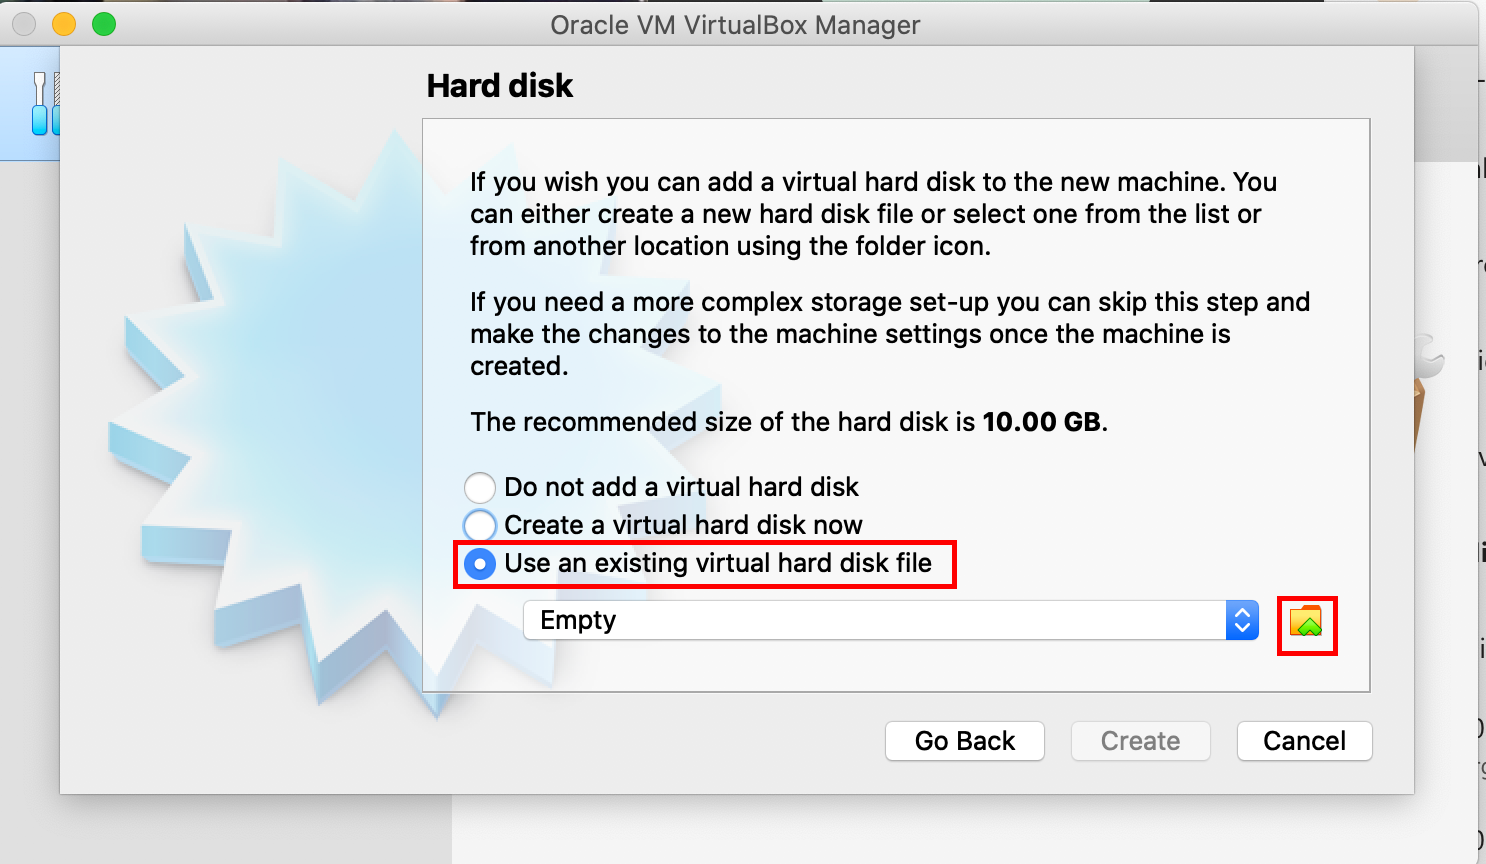 Oracle VM VirtualBox Manager
Hard disk
If you wish you can add a virtual hard disk to the new machine. You
can either create a new hard disk file or select one from the list or
from another location using the folder icon.
If you need a more complex storage set-up you can skip this step and
make the changes to the machine settings once the machine is
created.
The recommended size of the hard disk is 10.00 GB.
Do not add a virtual hard disk
Create a virtual hard disk now
Use an existing virtual hard disk file
Empty
Go Back
Create
Cancel